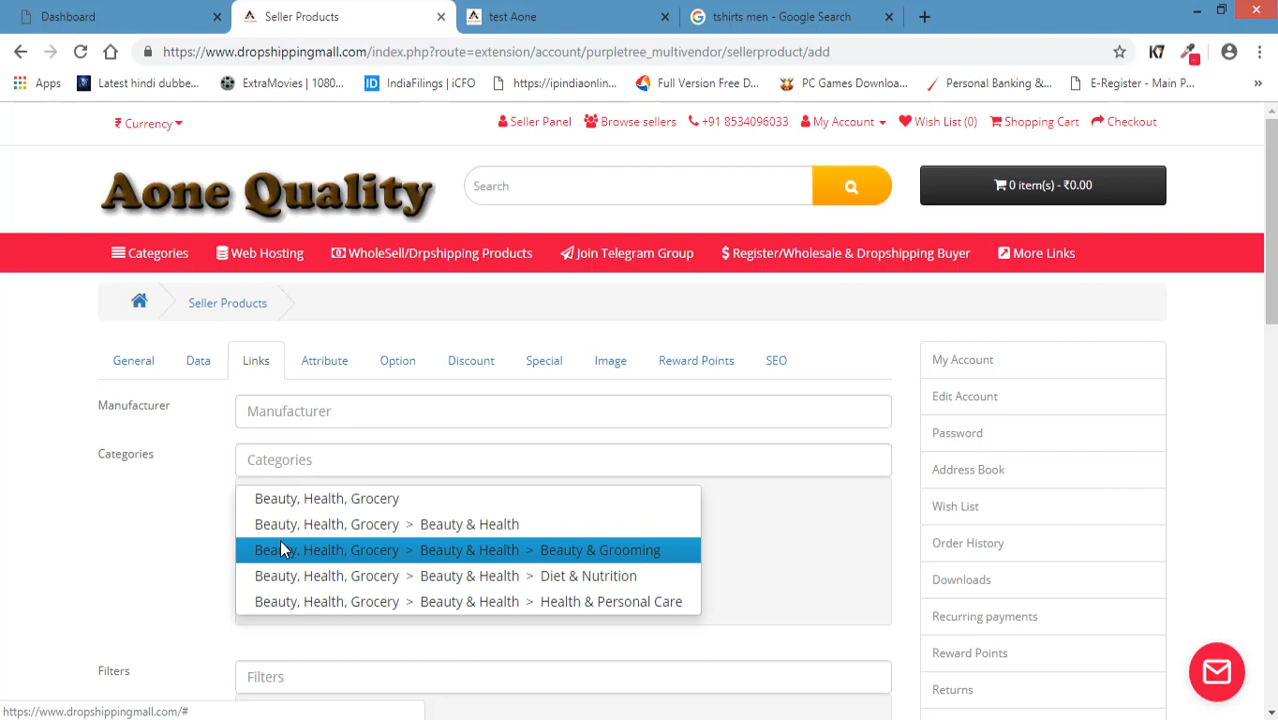 Dashboard
Seller Products
test Aone
tshirts men - Google Search
https://www.dropshippingmall.com/index.php?route=extension/account/purpletree_multivendor/sellerproduct/add
K7
Apps
Latest hindi dubbe...
ExtraMovies | 1080...
ID IndiaFilings | iCFO
https://ipindiaonlin...
Full Version Free D...
PC Games Downloa...
Personal Banking &...
E-Register - Main P...
₹ Currency
Seller Panel
Browse sellers
+91 8534096033
My Account
Wish List (0)
Shopping Cart
Checkout
Aone Quality
Search
0 item(s) - ₹0.00
Categories
Web Hosting
WholeSell/Drpshipping Products
Join Telegram Group
Register/Wholesale & Dropshipping Buyer
More Links
Seller Products
General
Data
Links
Attribute
Option
Discount
Special
Image
Reward Points
SEO
Manufacturer
Manufacturer
Categories
Categories
Beauty, Health, Grocery
Beauty, Health, Grocery > Beauty & Health
Beauty, Health, Grocery > Beauty & Health > Beauty & Grooming
Beauty, Health, Grocery > Beauty & Health > Diet & Nutrition
Beauty, Health, Grocery > Beauty & Health > Health & Personal Care
Filters
Filters
My Account
Edit Account
Password
Address Book
Wish List
Order History
Downloads
Recurring payments
Reward Points
Returns
https://www.dropshippingmall.com/#